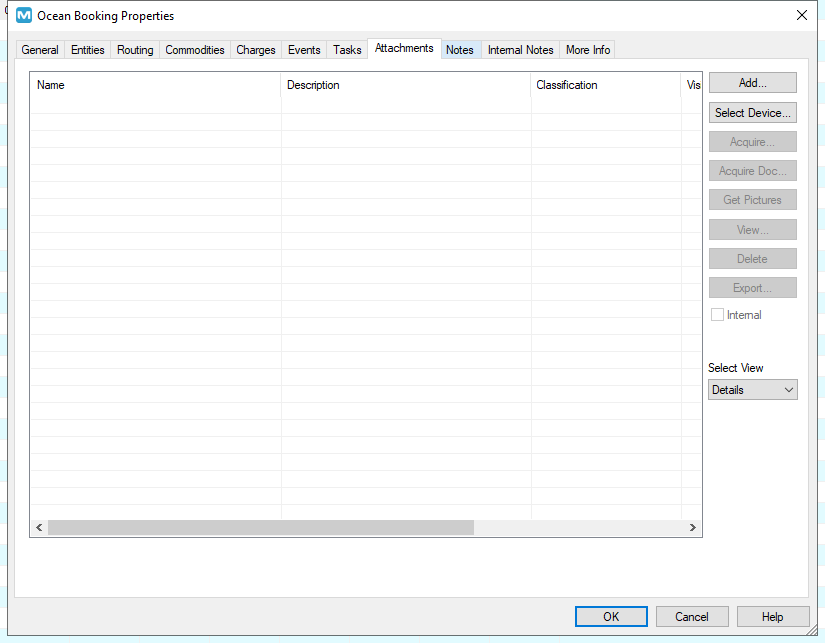 Ocean Booking Properties
General Entities Routing Commodities Charges Events Tasks Attachments Notes Internal Notes More Info
Name Description Classification Vis
Add...
Select Device...
Acquire...
Acquire Doc...
Get Pictures
View...
Delete
Export...
Internal
Select View
Details
OK Cancel Help